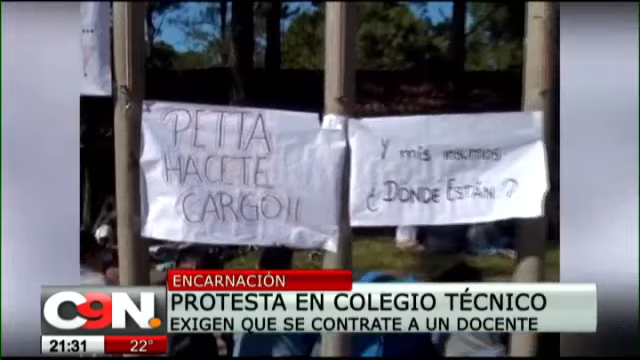 PETTA
HACETE
CARGO!!
Y mis insumos
¿DÓNDE ESTÁN?
ENCARNACIÓN
C9N.
PROTESTA EN COLEGIO TÉCNICO
EXIGEN QUE SE CONTRATE A UN DOCENTE
21:31
22°